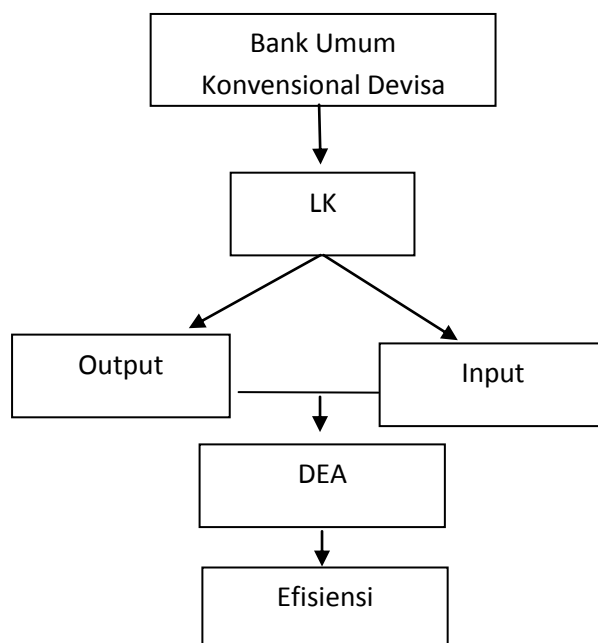 Bank Umum
Konvensional Devisa
LK
Output
Input
DEA
Efisiensi